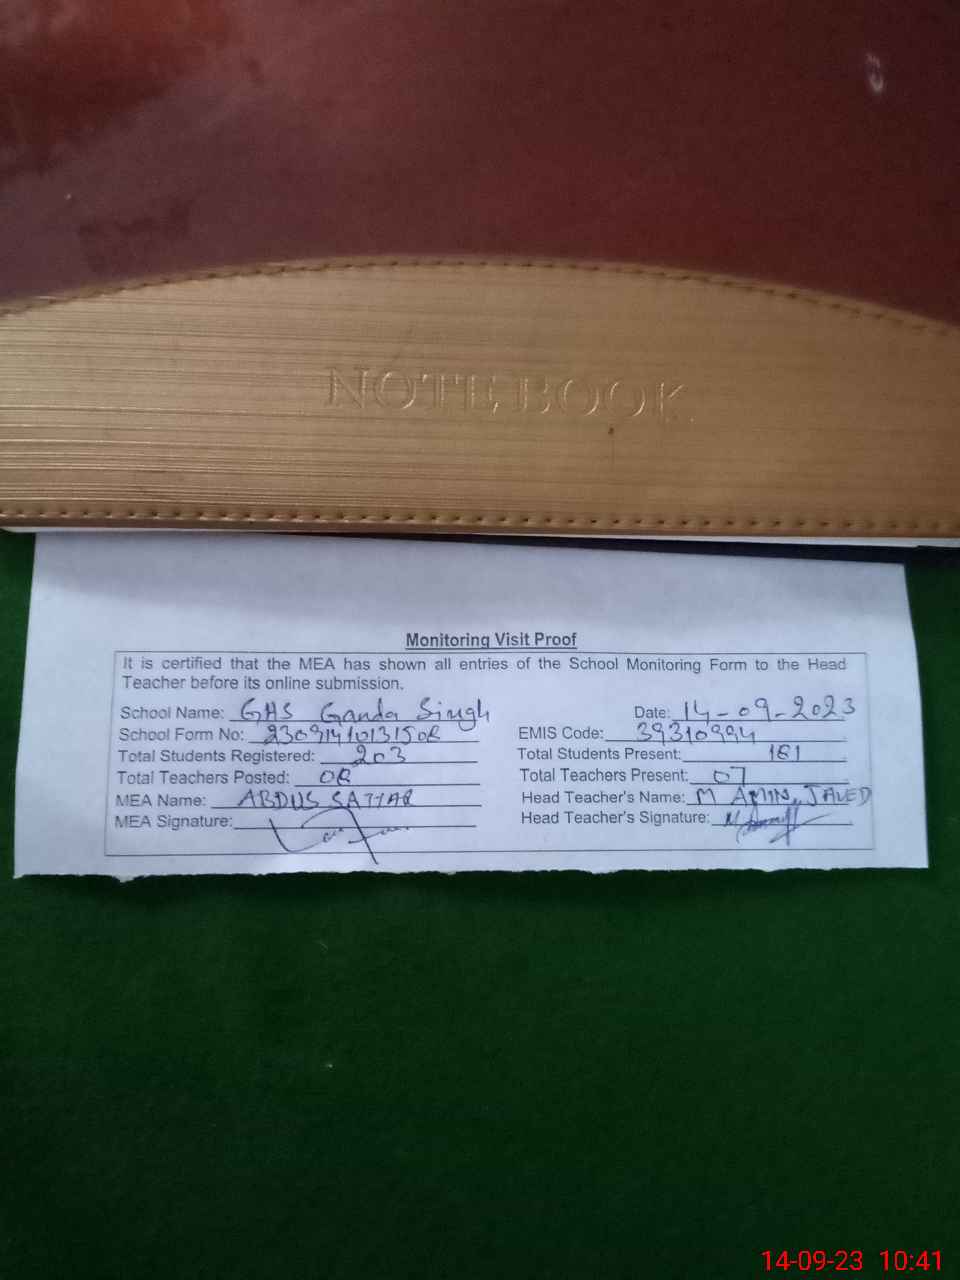 NOTEBOOK
Monitoring Visit Proof
It is certified that the MEA has shown all entries of the School Monitoring Form to the Head
Teacher before its online submission.
School Name: GHS Ganda Singh Date: 14-09-2023
School Form No: EMIS Code: 39310994
Total Students Registered: 203 Total Students Present: 161
Total Teachers Posted: 08 Total Teachers Present: 07
MEA Name: ABDUS SATTAR Head Teacher's Name: M AMIN JAVED
MEA Signature: Head Teacher's Signature:
14-09-23 10:41